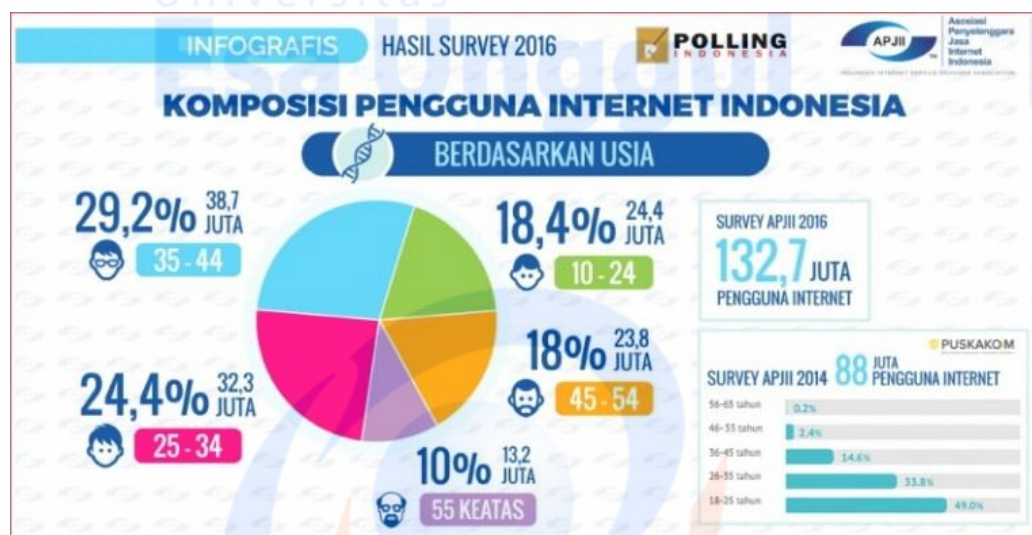 Universitas
Esa Unggul
INFOGRAFIS HASIL SURVEY 2016
POLLING
INDONESIA
APJII
Asosiasi
Penyelenggara
Jasa
Internet
Indonesia
KOMPOSISI PENGGUNA INTERNET INDONESIA
BERDASARKAN USIA
29,2% 38,7 JUTA
35 - 44
18,4% 24,4 JUTA
10 - 24
24,4% 32,3 JUTA
25 - 34
18% 23,8 JUTA
45 - 54
10% 13,2 JUTA
55 KEATAS
SURVEY APJII 2016
132,7 JUTA
PENGGUNA INTERNET
PUSKAKOM
SURVEY APJII 2014 88 JUTA PENGGUNA INTERNET
56-65 tahun 0.2%
46-55 tahun 2.4%
36-45 tahun 14.6%
26-35 tahun 33.8%
18-25 tahun 49.0%